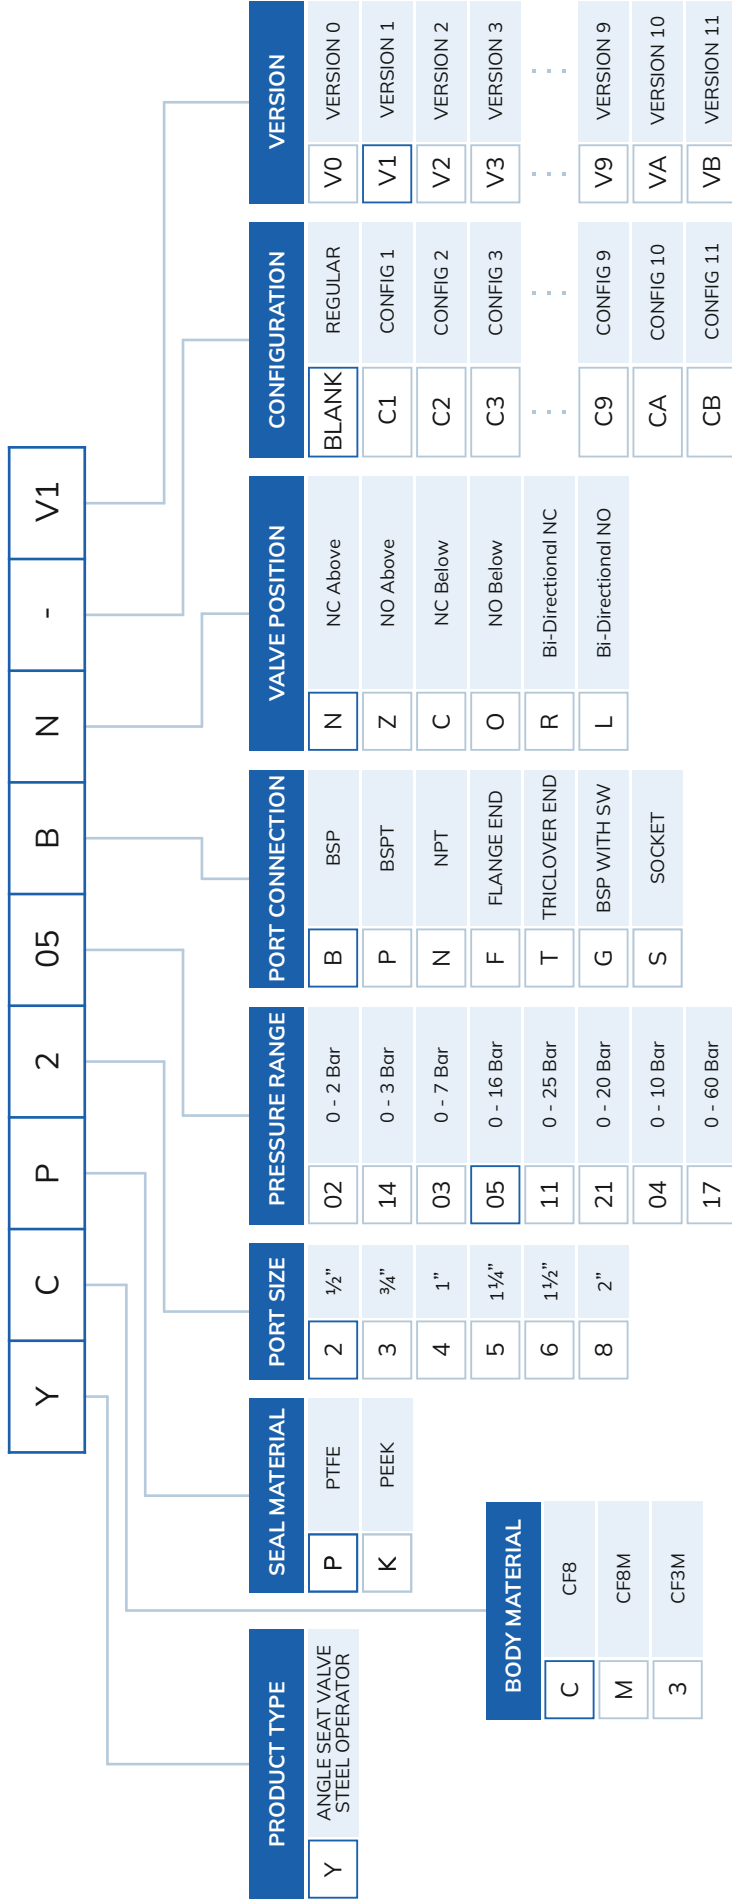 Y C P 2 05 B N - V1
PRODUCT TYPE
Y ANGLE SEAT VALVE
STEEL OPERATOR
BODY MATERIAL
C CF8
M CF8M
3 CF3M
SEAL MATERIAL
P PTFE
K PEEK
PORT SIZE
2 ½”
3 ¾”
4 1”
5 1¼”
6 1½”
8 2”
PRESSURE RANGE
02 0 - 2 Bar
14 0 - 3 Bar
03 0 - 7 Bar
05 0 - 16 Bar
11 0 - 25 Bar
21 0 - 20 Bar
04 0 - 10 Bar
17 0 - 60 Bar
PORT CONNECTION
B BSP
P BSPT
N NPT
F FLANGE END
T TRICLOVER END
G BSP WITH SW
S SOCKET
VALVE POSITION
N NC Above
Z NO Above
C NC Below
O NO Below
R Bi-Directional NC
L Bi-Directional NO
CONFIGURATION
BLANK REGULAR
C1 CONFIG 1
C2 CONFIG 2
C3 CONFIG 3
... ...
C9 CONFIG 9
CA CONFIG 10
CB CONFIG 11
VERSION
V0 VERSION 0
V1 VERSION 1
V2 VERSION 2
V3 VERSION 3
... ...
V9 VERSION 9
VA VERSION 10
VB VERSION 11